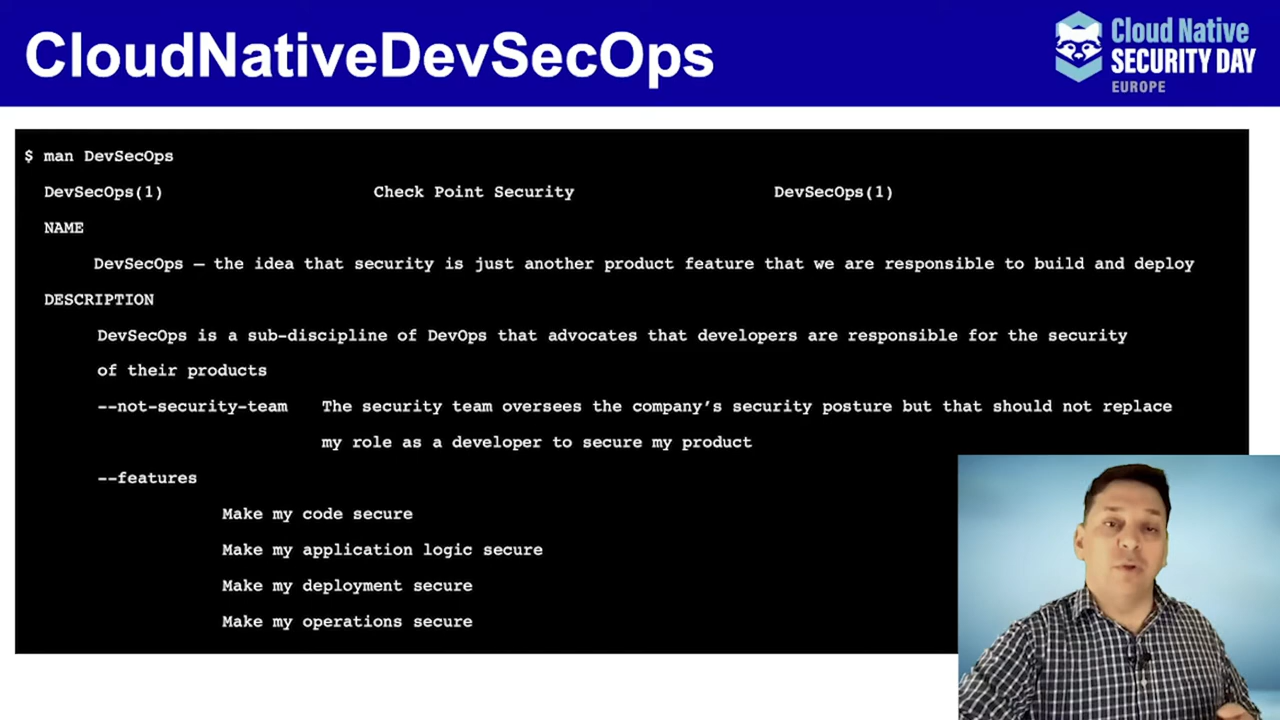 CloudNativeDevSecOps
Cloud Native
SECURITY DAY
EUROPE
$ man DevSecOps
DevSecOps(1) Check Point Security DevSecOps(1)
NAME
DevSecOps – the idea that security is just another product feature that we are responsible to build and deploy
DESCRIPTION
DevSecOps is a sub-discipline of DevOps that advocates that developers are responsible for the security
of their products
--not-security-team The security team oversees the company’s security posture but that should not replace
my role as a developer to secure my product
--features
Make my code secure
Make my application logic secure
Make my deployment secure
Make my operations secure